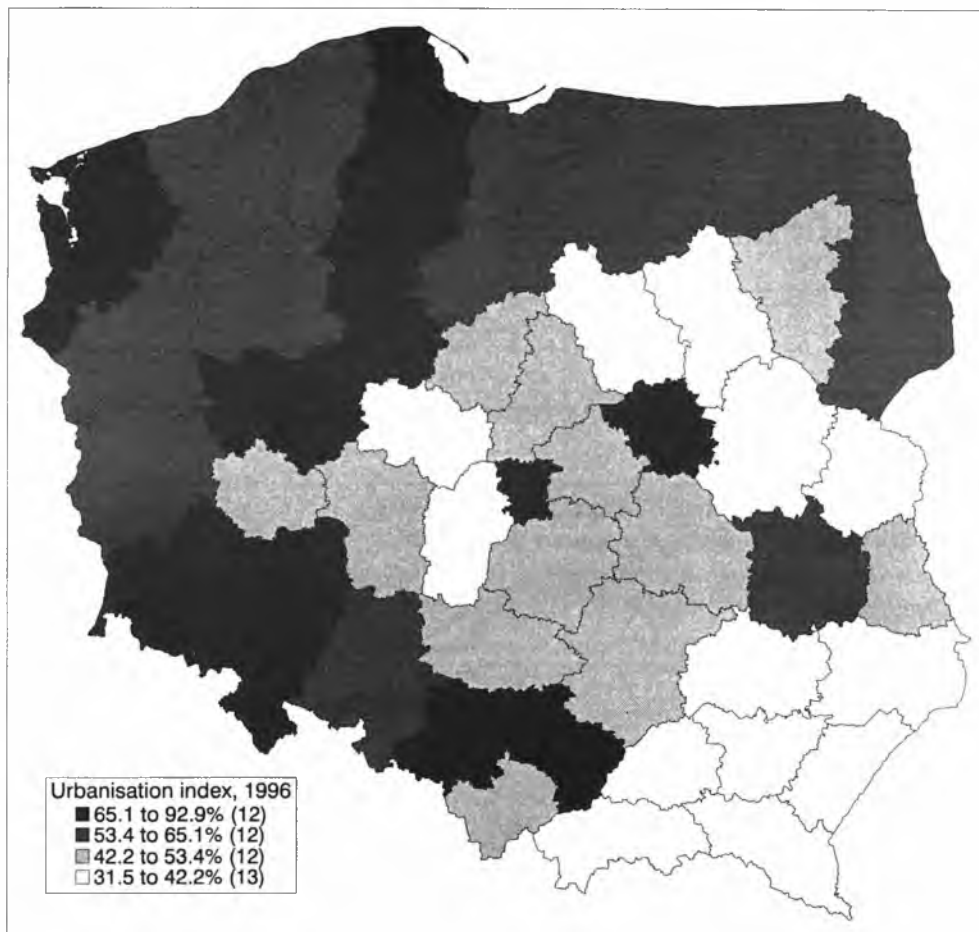 Urbanisation index, 1996
65.1 to 92.9% (12)
53.4 to 65.1% (12)
42.2 to 53.4% (12)
31.5 to 42.2% (13)